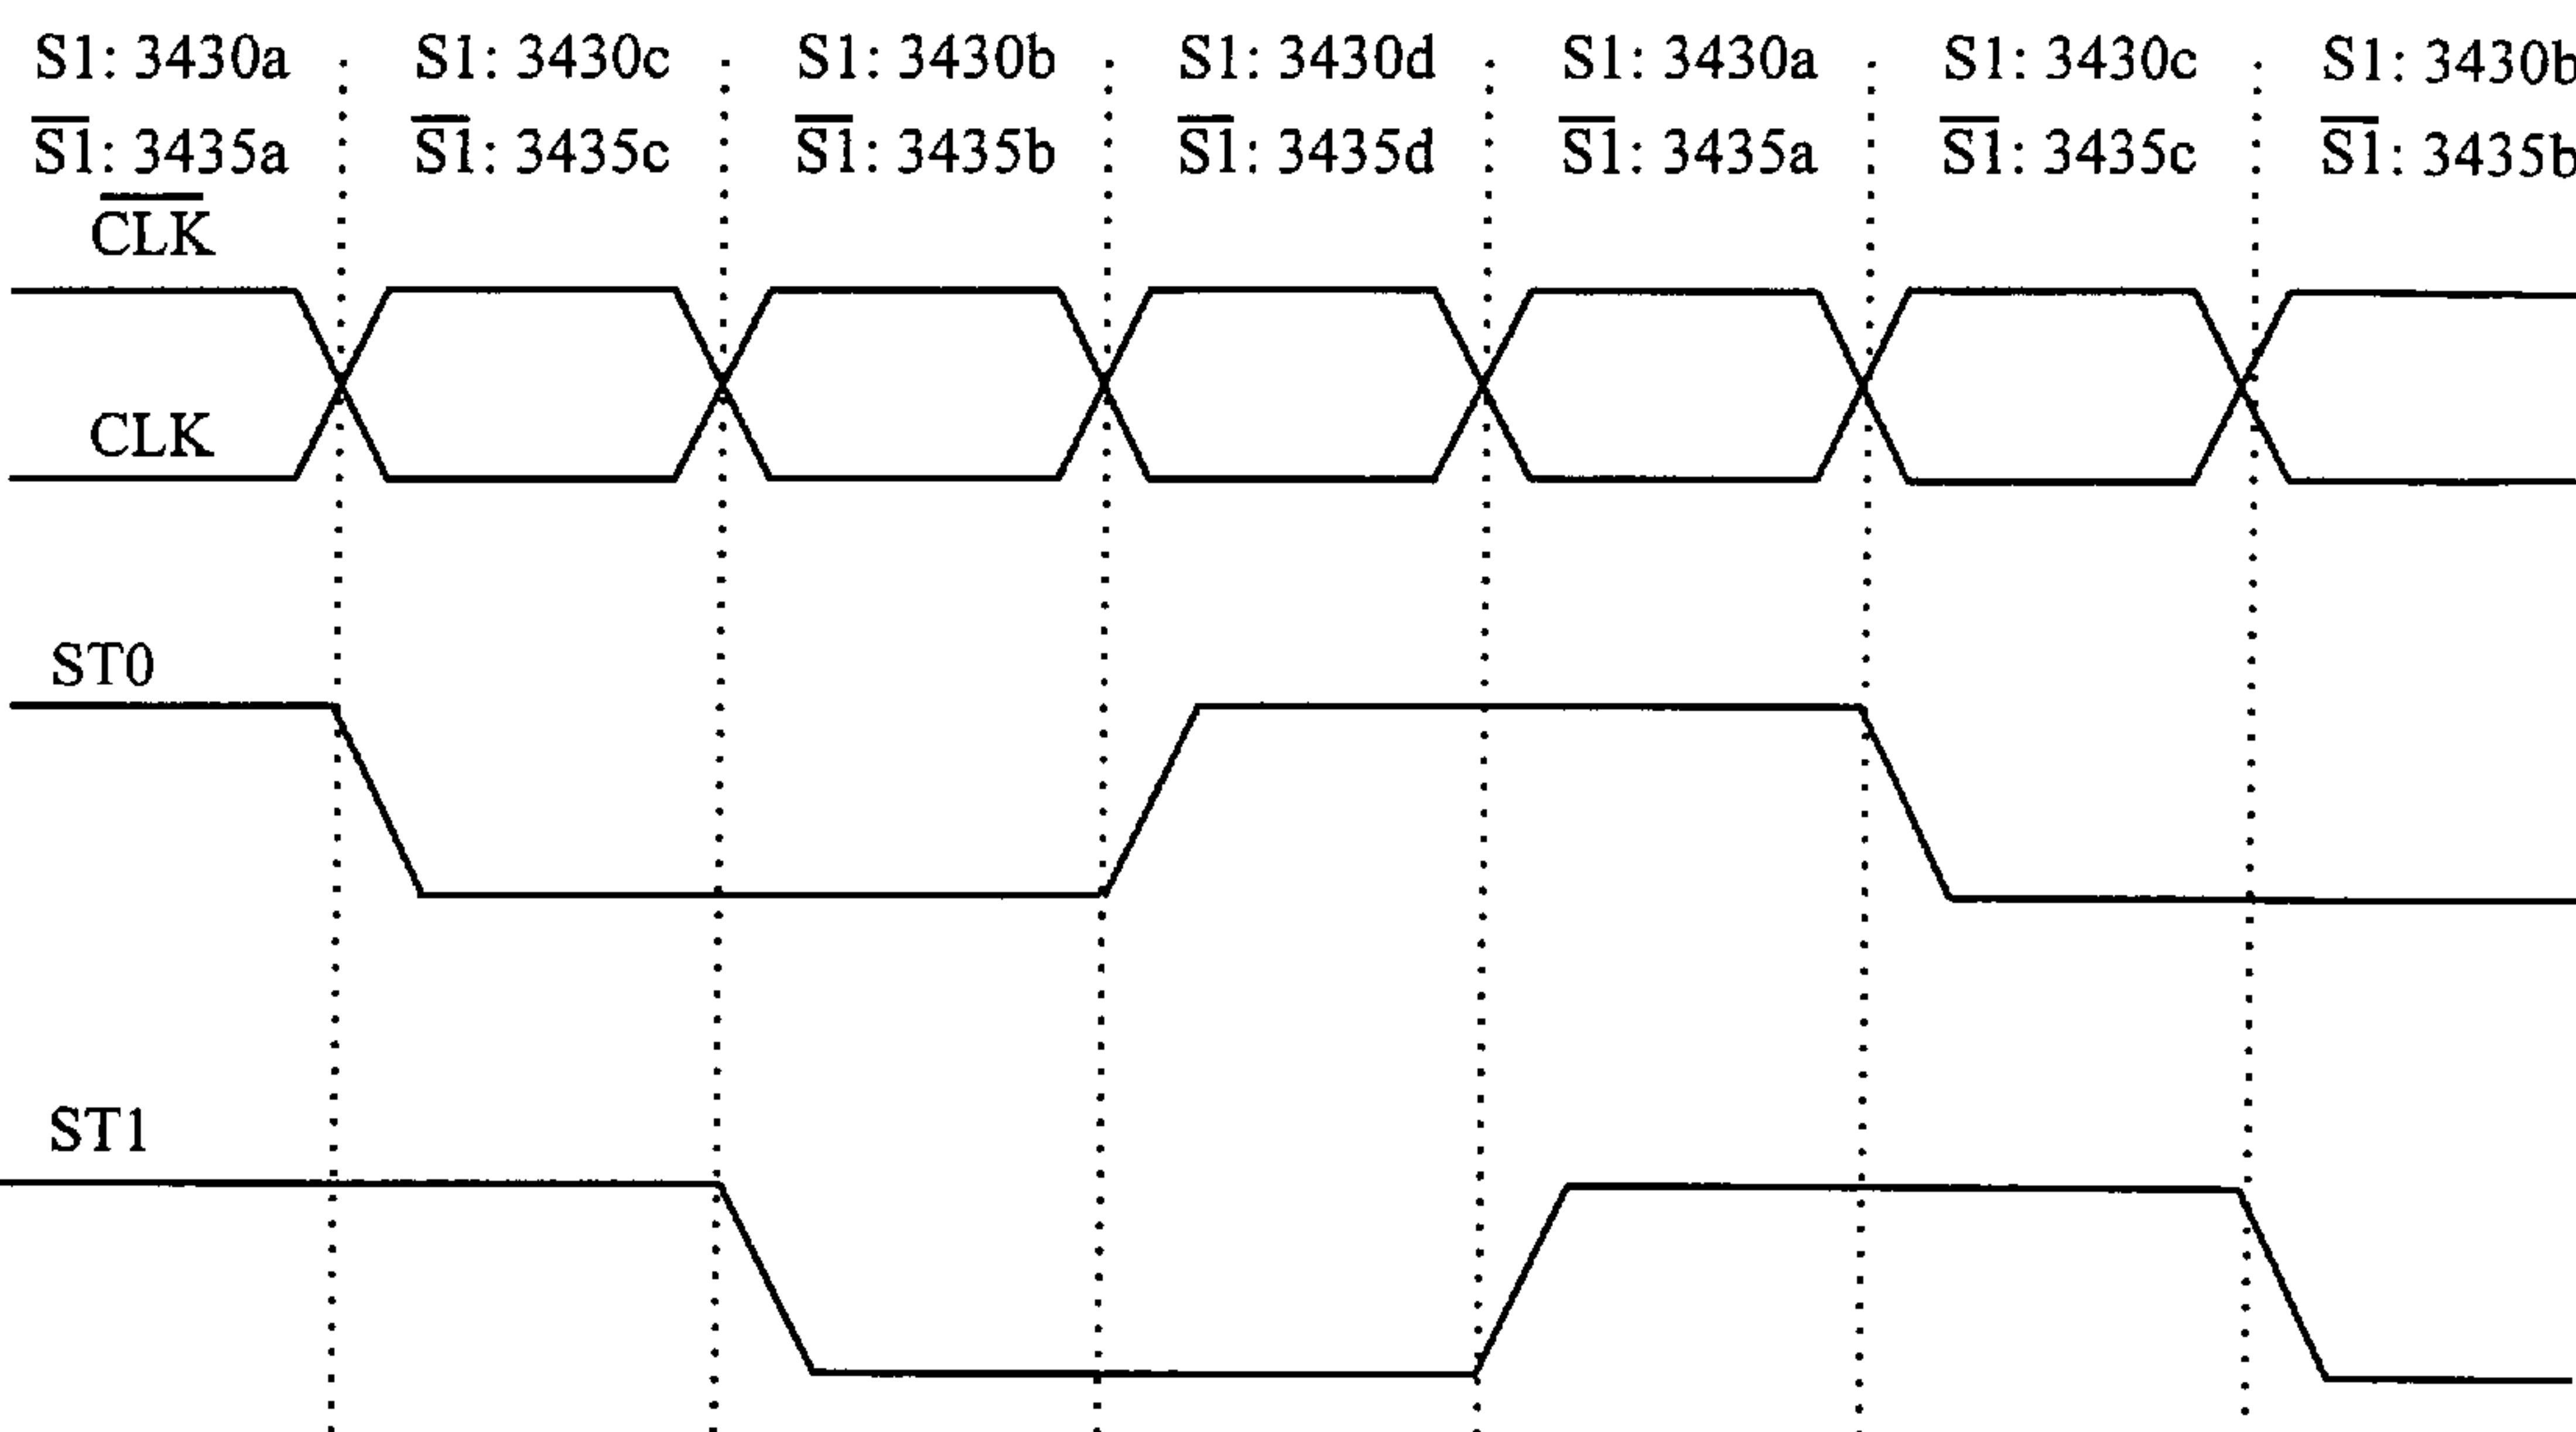 S1: 3430a S1: 3430c S1: 3430b S1: 3430d S1: 3430a S1: 3430c S1: 3430b
S̅1̅: 3435a S̅1̅: 3435c S̅1̅: 3435b S̅1̅: 3435d S̅1̅: 3435a S̅1̅: 3435c S̅1̅: 3435b
C̅L̅K̅
CLK
ST0
ST1